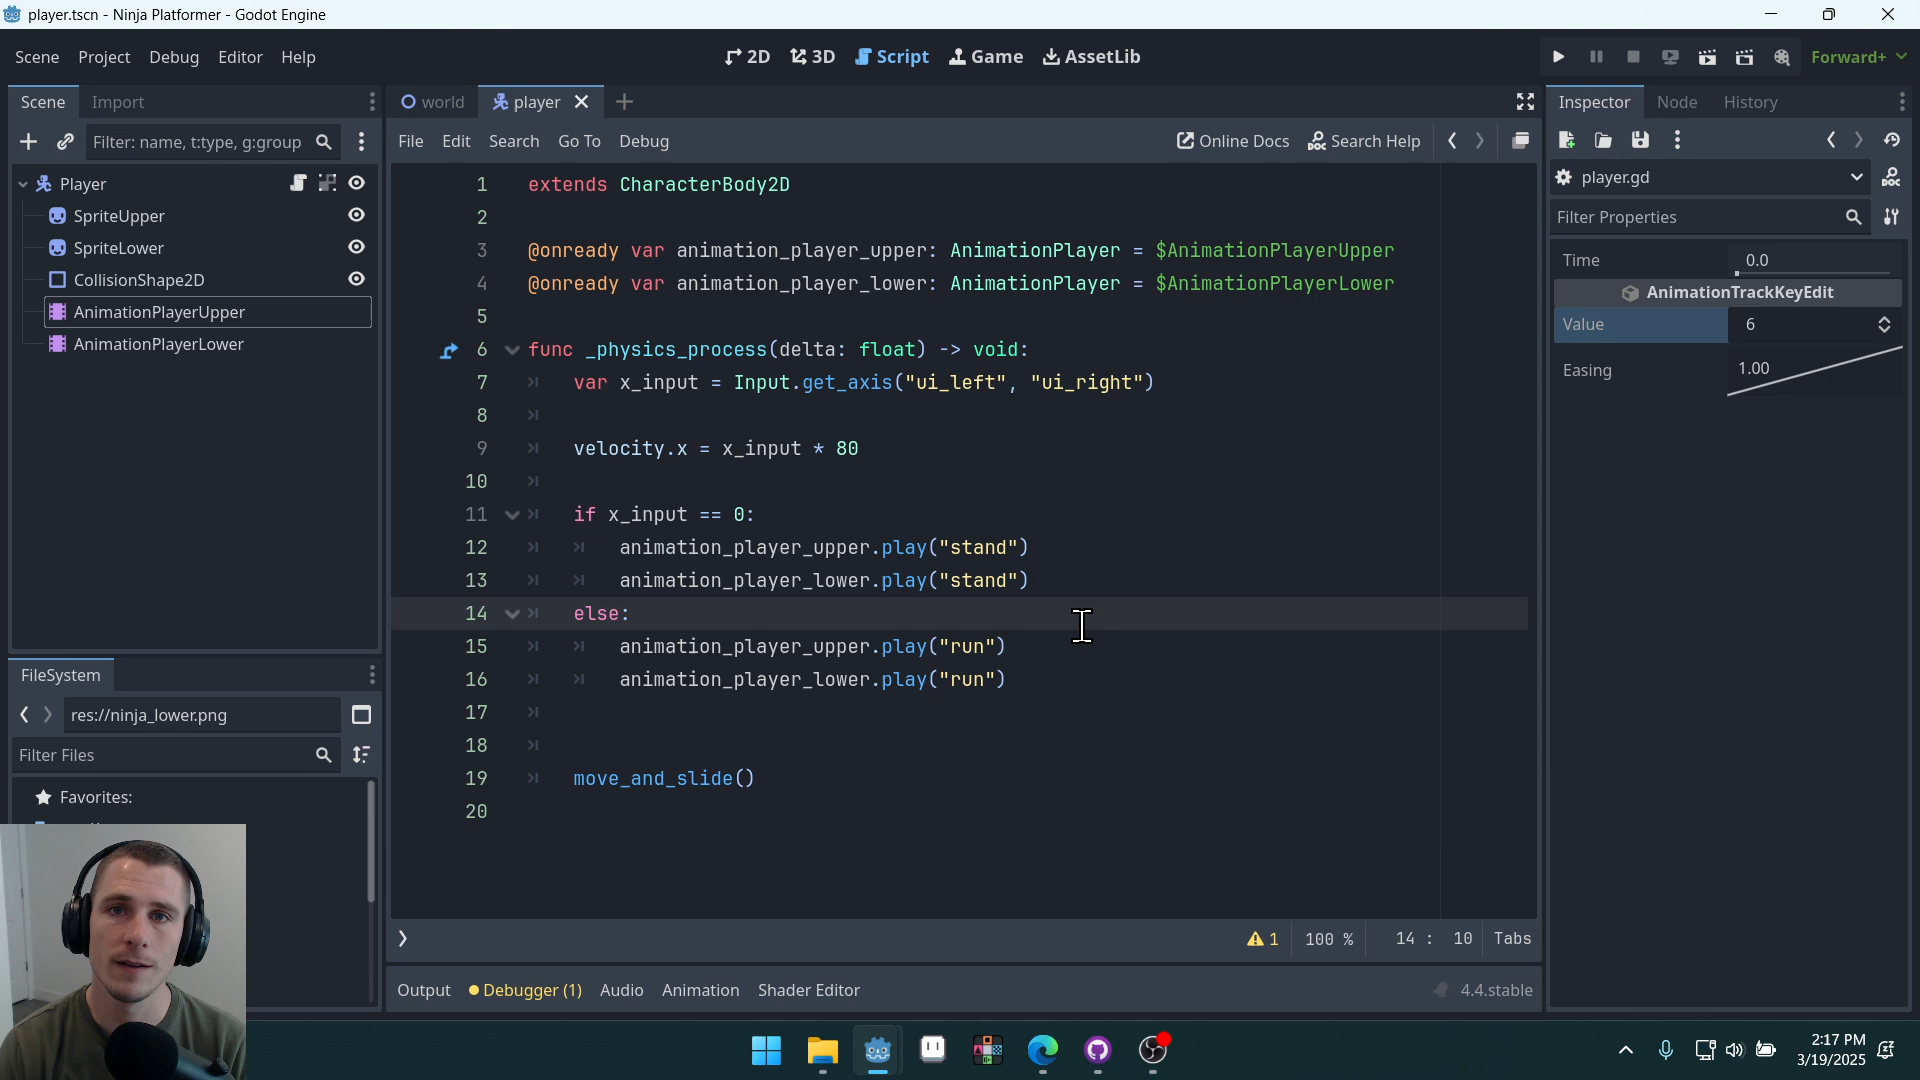 player.tscn - Ninja Platformer - Godot Engine
Scene Project Debug Editor Help
2D 3D Script Game AssetLib
Forward+
Scene Import
world player
Inspector Node History
Filter: name, t:type, g:group
File Edit Search Go To Debug
Online Docs Search Help
player.gd
Filter Properties
Time 0.0
AnimationTrackKeyEdit
Value 6
Easing 1.00
Player
SpriteUpper
SpriteLower
CollisionShape2D
AnimationPlayerUpper
AnimationPlayerLower
1 extends CharacterBody2D
2
3 @onready var animation_player_upper: AnimationPlayer = $AnimationPlayerUpper
4 @onready var animation_player_lower: AnimationPlayer = $AnimationPlayerLower
5
6 func _physics_process(delta: float) -> void:
7 var x_input = Input.get_axis("ui_left", "ui_right")
8
9 velocity.x = x_input * 80
10
11 if x_input == 0:
12 animation_player_upper.play("stand")
13 animation_player_lower.play("stand")
14 else:
15 animation_player_upper.play("run")
16 animation_player_lower.play("run")
17
18
19 move_and_slide()
20
FileSystem
res://ninja_lower.png
Filter Files
Favorites:
1 100 % 14 : 10 Tabs
Output Debugger (1) Audio Animation Shader Editor
4.4.stable
2:17 PM
3/19/2025